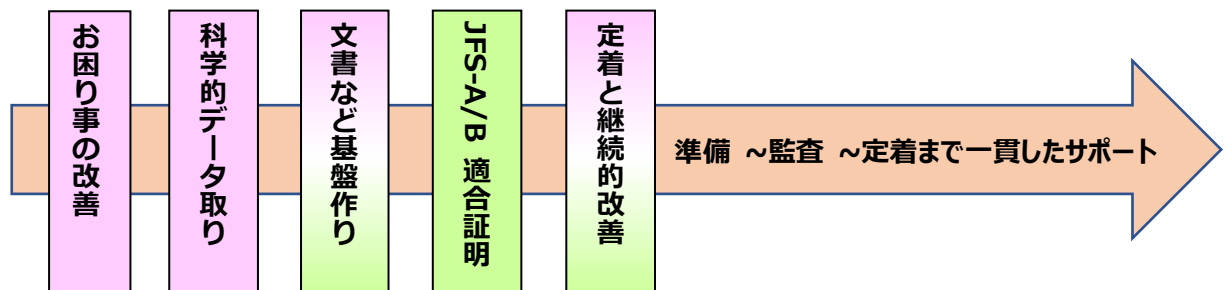 お困り事の改善
科学的データ取り
文書など基盤作り
JFS-A/B 適合証明
定着と継続的改善
準備 ~監査 ~定着まで一貫したサポート